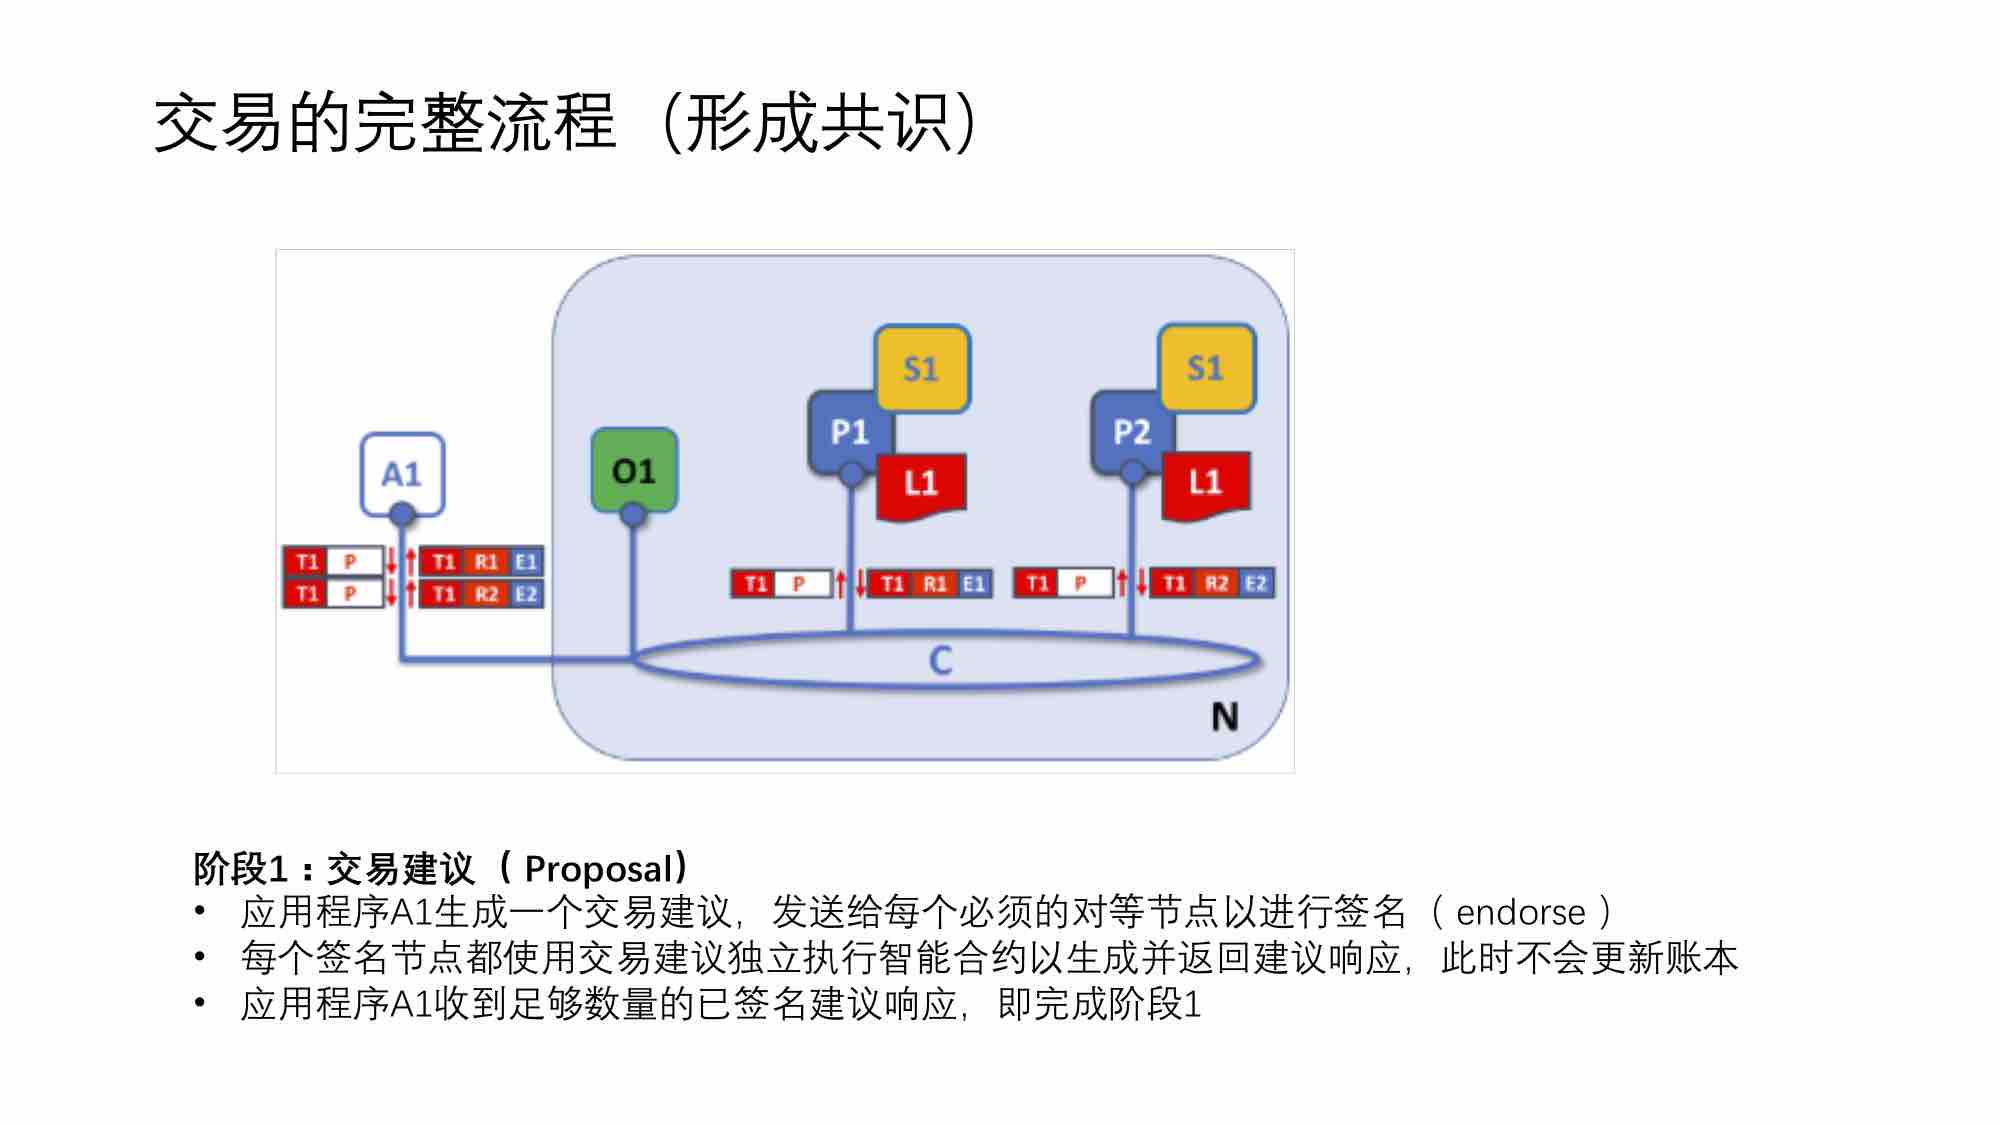 交易的完整流程（形成共识）
S1 S1
P1 P2
A1 O1 L1 L1
T1 P T1 R1 E1
T1 P T1 R2 E2
T1 P T1 R1 E1 T1 P T1 R2 E2
C
N
阶段1：交易建议（ Proposal）
• 应用程序A1生成一个交易建议，发送给每个必须的对等节点以进行签名（ endorse ）
• 每个签名节点都使用交易建议独立执行智能合约以生成并返回建议响应，此时不会更新账本
• 应用程序A1收到足够数量的已签名建议响应，即完成阶段1